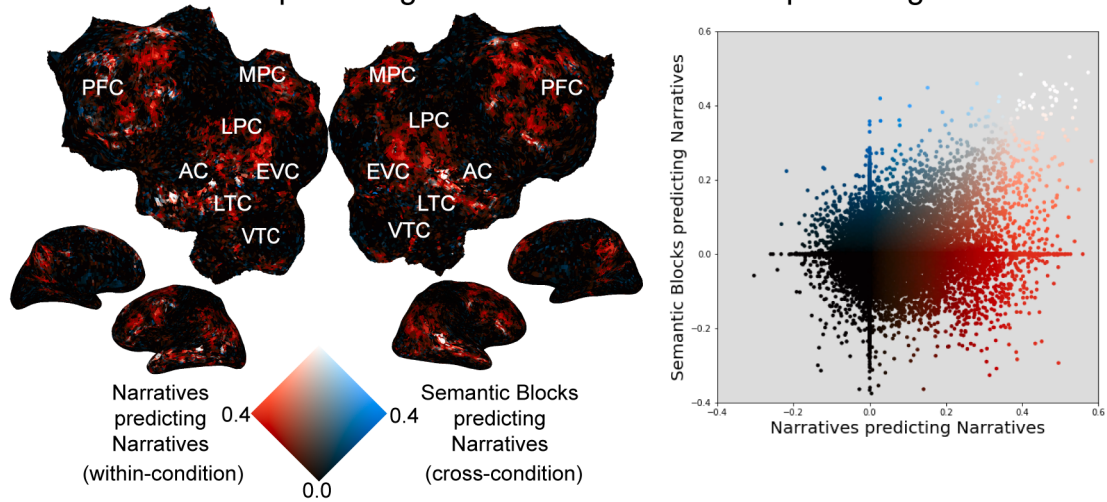 PFC
MPC
LPC
AC
EVC
LTC
VTC
MPC
PFC
LPC
EVC
AC
LTC
VTC
Narratives
predicting
Narratives
(within-condition)
0.4
0.4
0.0
Semantic Blocks
predicting
Narratives
(cross-condition)
Semantic Blocks predicting Narratives
0.6
0.4
0.2
0.0
−0.2
−0.4
−0.4
−0.2
0.0
0.2
0.4
0.6
Narratives predicting Narratives